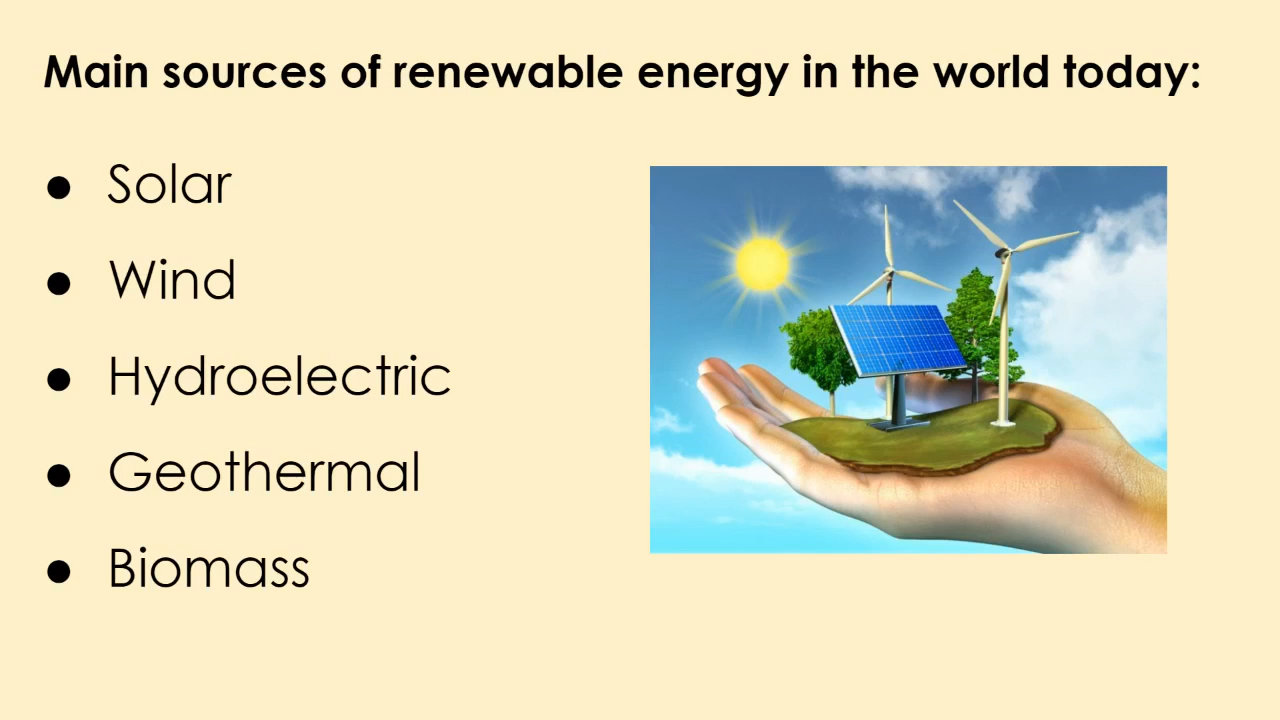 Main sources of renewable energy in the world today:
● Solar
● Wind
● Hydroelectric
● Geothermal
● Biomass